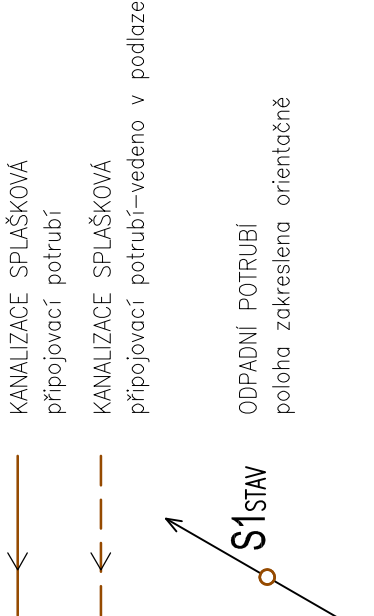 KANALIZACE SPLAŠKOVÁ
připojovací potrubí
KANALIZACE SPLAŠKOVÁ
připojovací potrubí-vedeno v podlaze
S1STAV
ODPADNÍ POTRUBÍ
poloha zakreslena orientačně